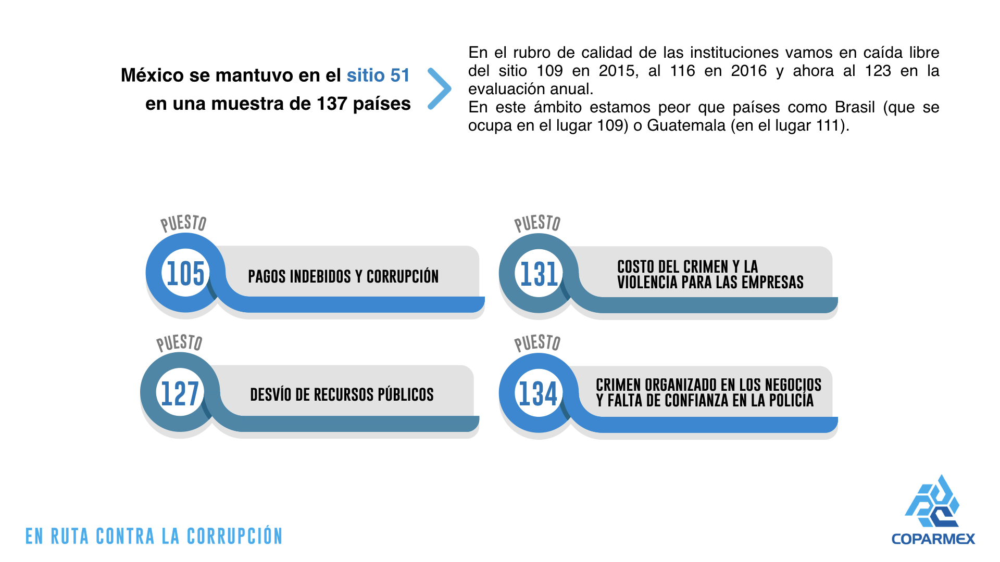 México se mantuvo en el sitio 51
en una muestra de 137 países
En el rubro de calidad de las instituciones vamos en caída libre
del sitio 109 en 2015, al 116 en 2016 y ahora al 123 en la
evaluación anual.
En este ámbito estamos peor que países como Brasil (que se
ocupa en el lugar 109) o Guatemala (en el lugar 111).
PUESTO
105
PAGOS INDEBIDOS Y CORRUPCIÓN
PUESTO
131
COSTO DEL CRIMEN Y LA
VIOLENCIA PARA LAS EMPRESAS
PUESTO
127
DESVÍO DE RECURSOS PÚBLICOS
PUESTO
134
CRIMEN ORGANIZADO EN LOS NEGOCIOS
Y FALTA DE CONFIANZA EN LA POLICÍA
EN RUTA CONTRA LA CORRUPCIÓN
COPARMEX